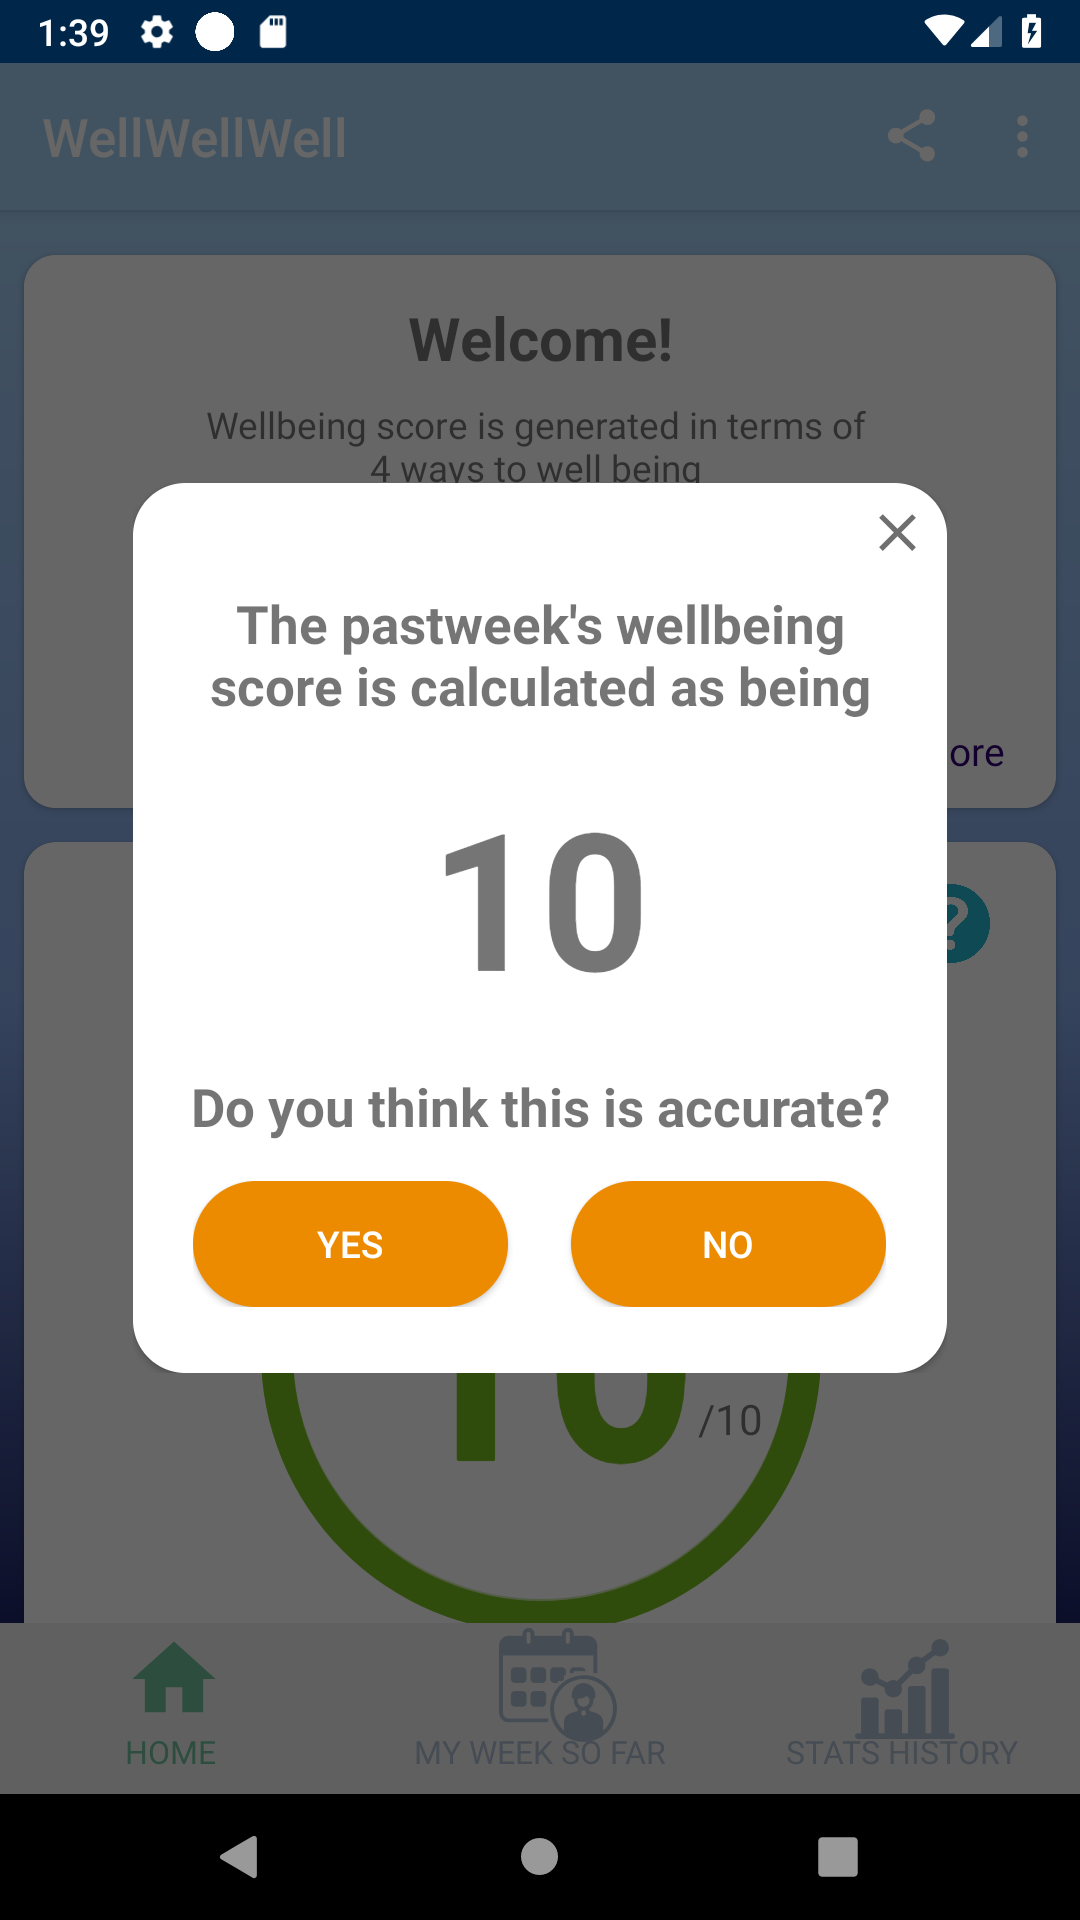 1:39
WellWellWell
Welcome!
Wellbeing score is generated in terms of
4 ways to well being
The pastweek's wellbeing
score is calculated as being
ore
10
?
Do you think this is accurate?
YES
NO
10
/10
HOME
MY WEEK SO FAR
STATS HISTORY